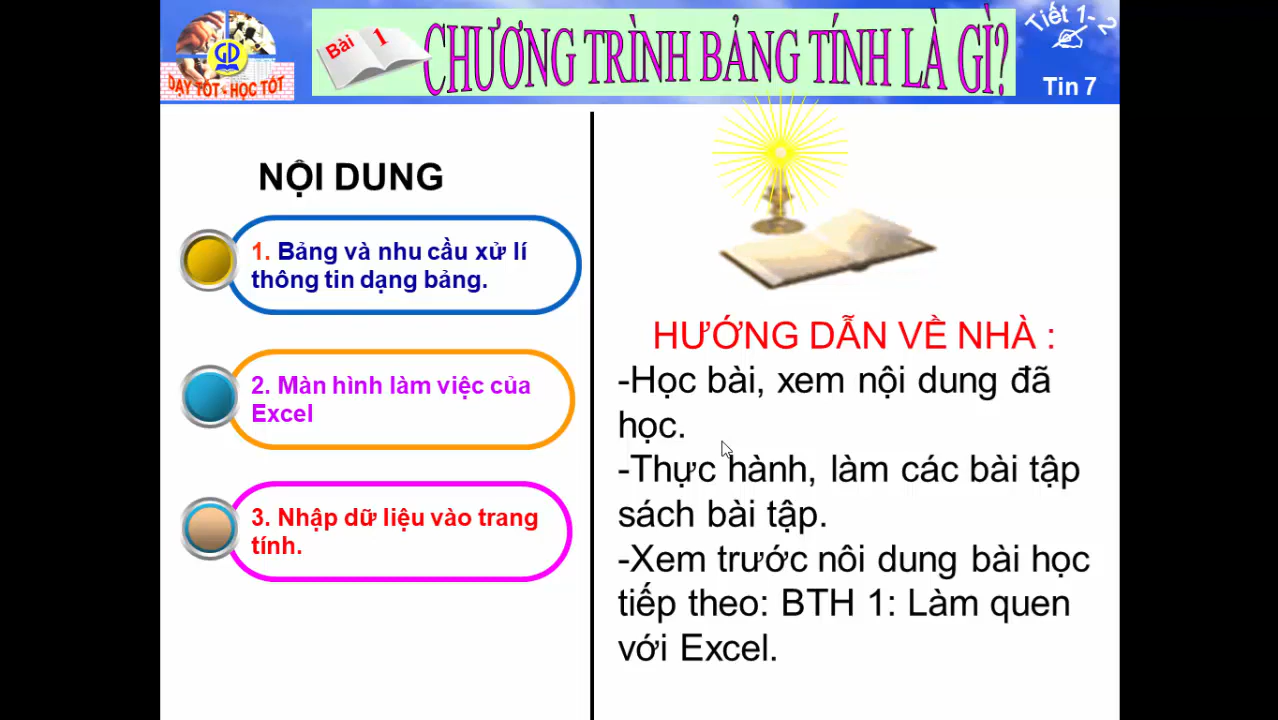 DẠY TỐT - HỌC TỐT
GD
Bài 1
CHƯƠNG TRÌNH BẢNG TÍNH LÀ GÌ?
Tiết 1-2
Tin 7
NỘI DUNG
1. Bảng và nhu cầu xử lí
thông tin dạng bảng.
2. Màn hình làm việc của
Excel
3. Nhập dữ liệu vào trang
tính.
HƯỚNG DẪN VỀ NHÀ :
-Học bài, xem nội dung đã
học.
-Thực hành, làm các bài tập
sách bài tập.
-Xem trước nôi dung bài học
tiếp theo: BTH 1: Làm quen
với Excel.